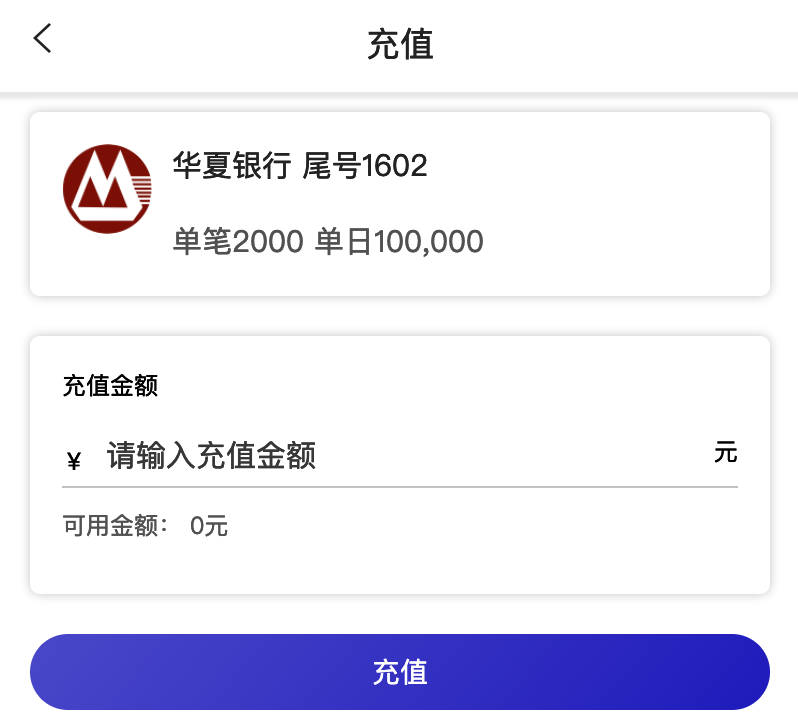 充值
华夏银行 尾号1602
单笔2000 单日100,000
充值金额
¥ 请输入充值金额 元
可用金额： 0元
充值